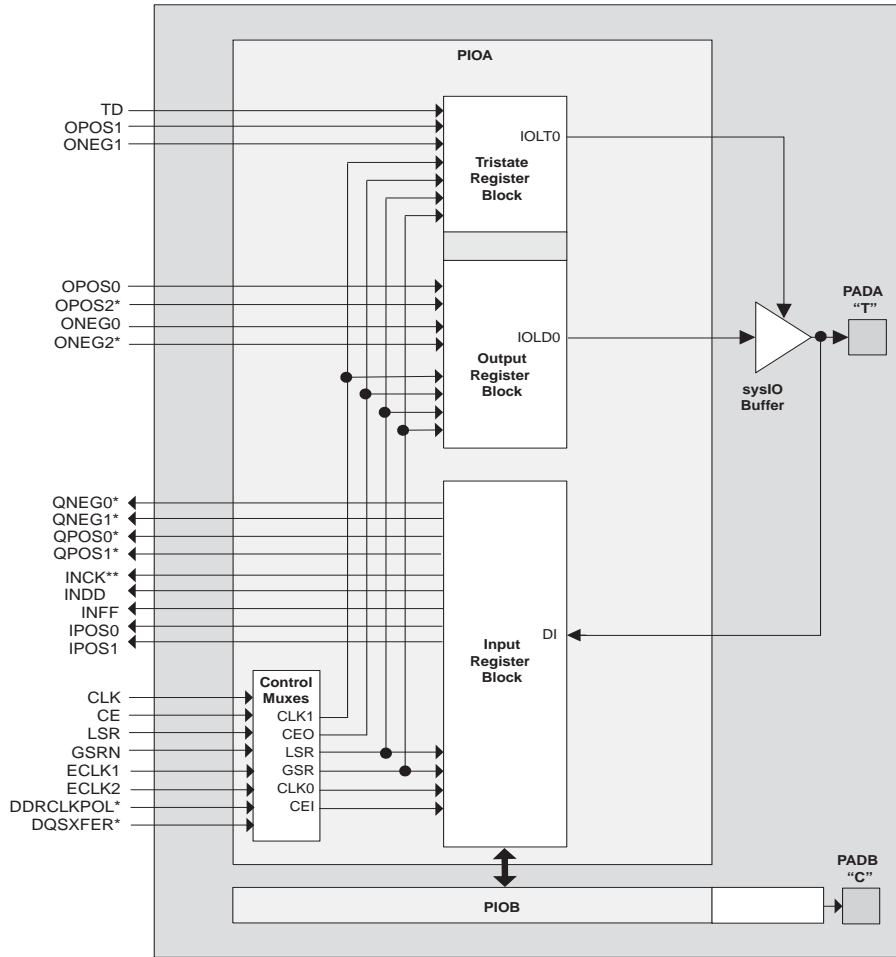 PIOA
TD
OPOS1
ONEG1
IOLT0
Tristate
Register
Block
OPOS0
OPOS2*
ONEG0
ONEG2*
IOLD0
Output
Register
Block
PADA
“T”
sysIO
Buffer
QNEG0*
QNEG1*
QPOS0*
QPOS1*
INCK**
INDD
INFF
IPOS0
IPOS1
DI
Input
Register
Block
CLK
CE
LSR
GSRN
ECLK1
ECLK2
DDRCLKPOL*
DQSXFER*
Control
Muxes
CLK1
CEO
LSR
GSR
CLK0
CEI
PADB
“C”
PIOB